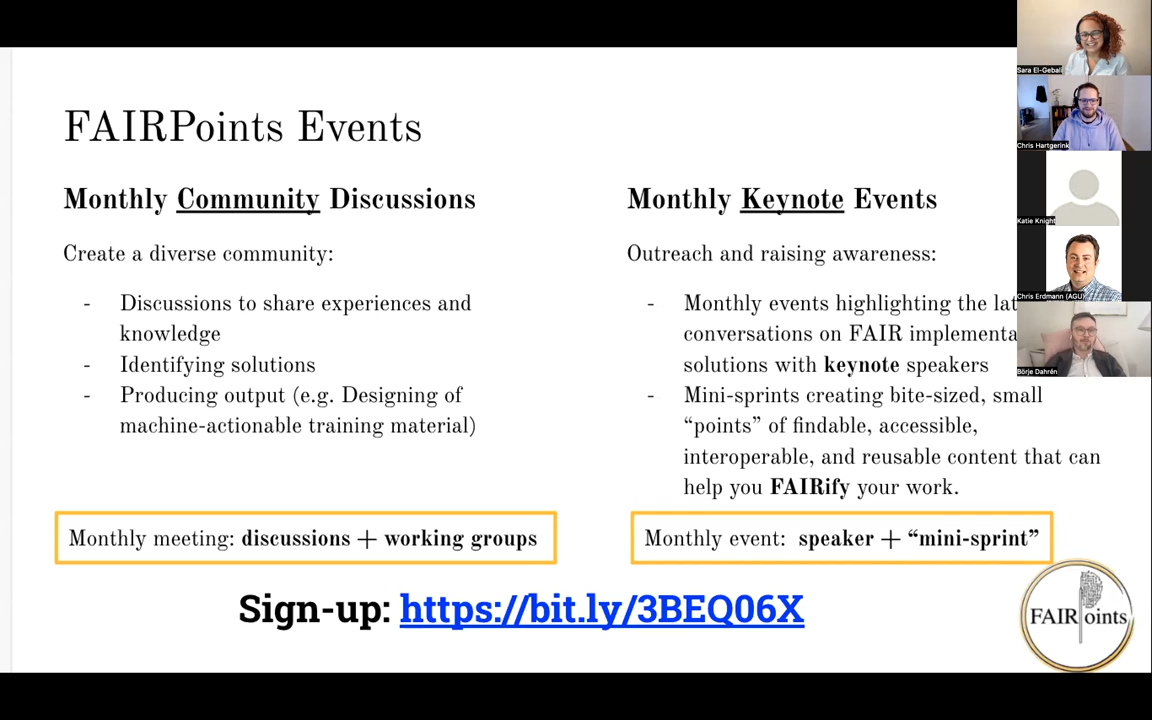 FAIRPoints Events
Monthly Community Discussions
Create a diverse community:
- Discussions to share experiences and
knowledge
- Identifying solutions
- Producing output (e.g. Designing of
machine-actionable training material)
Monthly meeting: discussions + working groups
Monthly Keynote Events
Outreach and raising awareness:
- Monthly events highlighting the lat
conversations on FAIR implementa
solutions with keynote speakers
- Mini-sprints creating bite-sized, small
“points” of findable, accessible,
interoperable, and reusable content that can
help you FAIRify your work.
Monthly event: speaker + “mini-sprint”
Sign-up: https://bit.ly/3BEQ06X
FAIRPoints
Sara El-Gebali
Chris Hartgerink
Katie Knight
Chris Erdmann (AGU)
Börje Dahrén